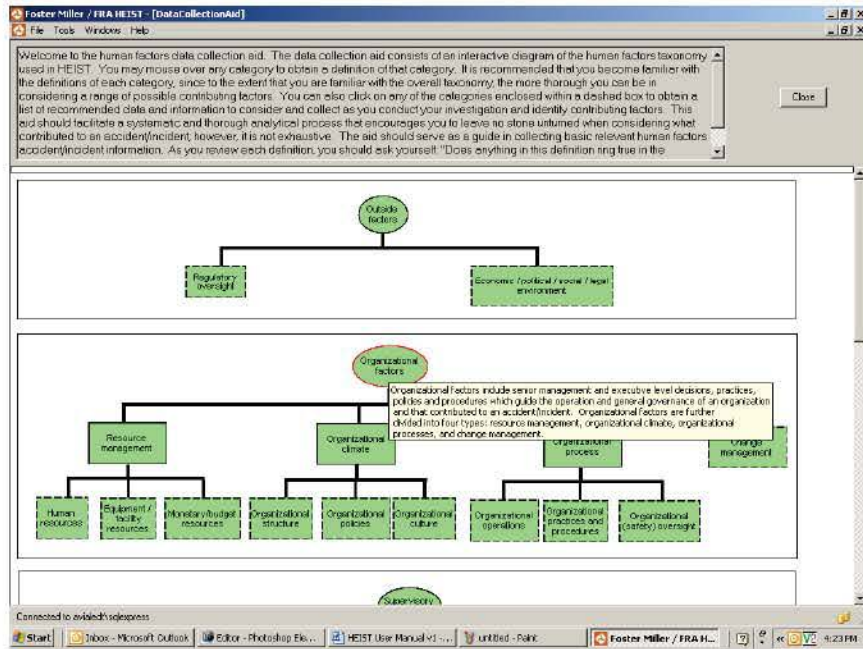 Foster Miller / FRA HEIST - [DataCollectionAid]
File Tools Windows Help
Welcome to the human factors data collection aid. The data collection aid consists of an interactive diagram of the human factors taxonomy
used in HEIST. You may mouse over any category to obtain a definition of that category. It is recommended that you become familiar with
the definitions of each category, since to the extent that you are familiar with the overall taxonomy, the more thorough you can be in
considering a range of possible contributing factors. You can also click on any of the categories enclosed within a dashed box to obtain a
list of recommended data and information to consider and collect as you conduct your investigation and identify contributing factors. This
aid should facilitate a systematic and thorough analytical process that encourages you to leave no stone unturned when considering what
contributed to an accident/incident, however, it is not exhaustive. The aid should serve as a guide in collecting basic relevant human factors
accident/incident information. As you review each definition, you should ask yourself: "Does anything in this definition ring true in the
Close
Outside
factors
Regulatory
oversight
Economic / political / social / legal
environment
Organizational
factors
Organizational Factors include senior management and executive level decisions, practices,
policies and procedures which guide the operation and general governance of an organization
and that contributed to an accident/incident. Organizational Factors are further
divided into four types: resource management, organizational climate, organizational
processes, and change management.
Resource
management
Organizational
climate
Organizational
process
Change
management
Human
resources
Equipment /
facility
resources
Monetary/budget
resources
Organizational
structure
Organizational
policies
Organizational
culture
Organizational
operations
Organizational
practices and
procedures
Organizational
(safety) oversight
Supervisory
Connected to avialedt\sqlexpress
Start
Inbox - Microsoft Outlook
Editor - Photoshop Ele...
HEIST User Manual v1 -...
untitled - Paint
Foster Miller / FRA H...
4:23 PM